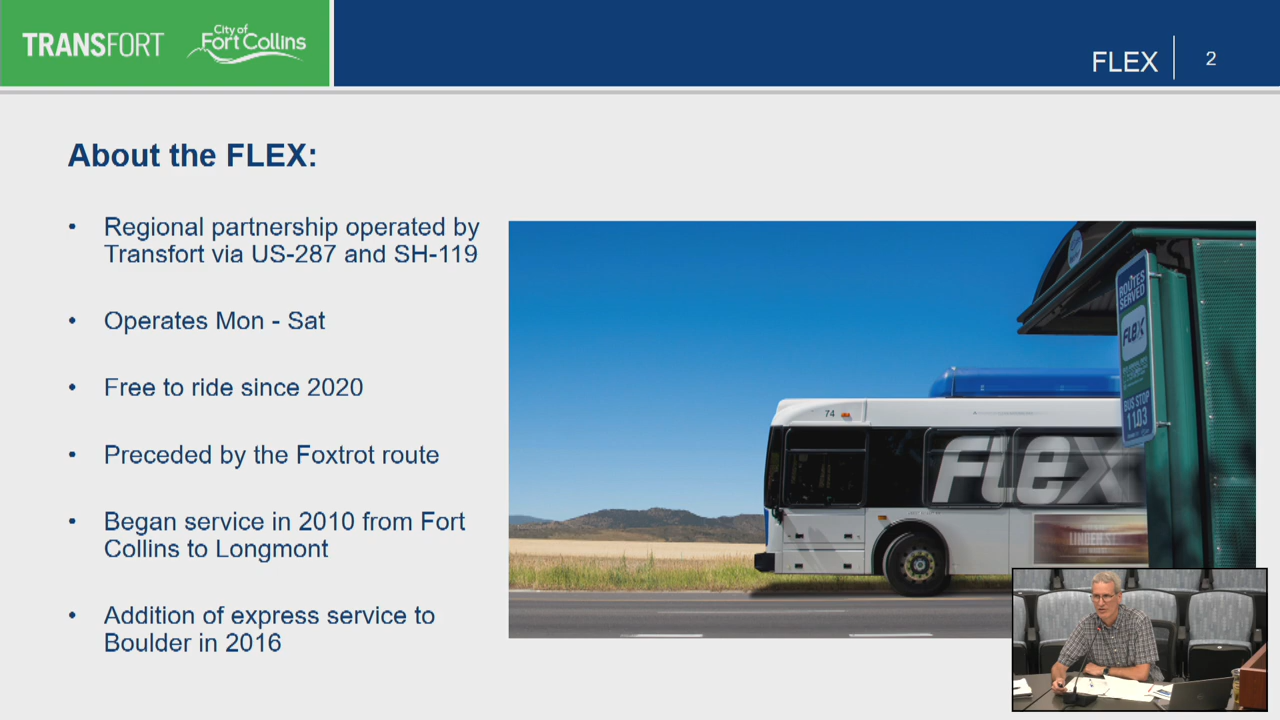 TRANSFORT
City of
Fort Collins
FLEX
2
About the FLEX:
• Regional partnership operated by
Transfort via US-287 and SH-119
• Operates Mon - Sat
• Free to ride since 2020
• Preceded by the Foxtrot route
• Began service in 2010 from Fort
Collins to Longmont
• Addition of express service to
Boulder in 2016
ROUTES
SERVED
FLEX
BUS STOP
1103
74
FLEX